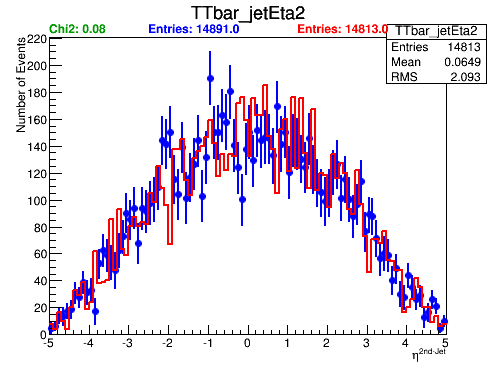 TTbar_jetEta2
Chi2: 0.08 Entries: 14891.0 Entries: 14813.0
TTbar_jetEta2
Entries 14813
Mean 0.0649
RMS 2.093
Number of Events
220
200
180
160
140
120
100
80
60
40
20
0
-5 -4 -3 -2 -1 0 1 2 3 4 5
η^2nd-Jet